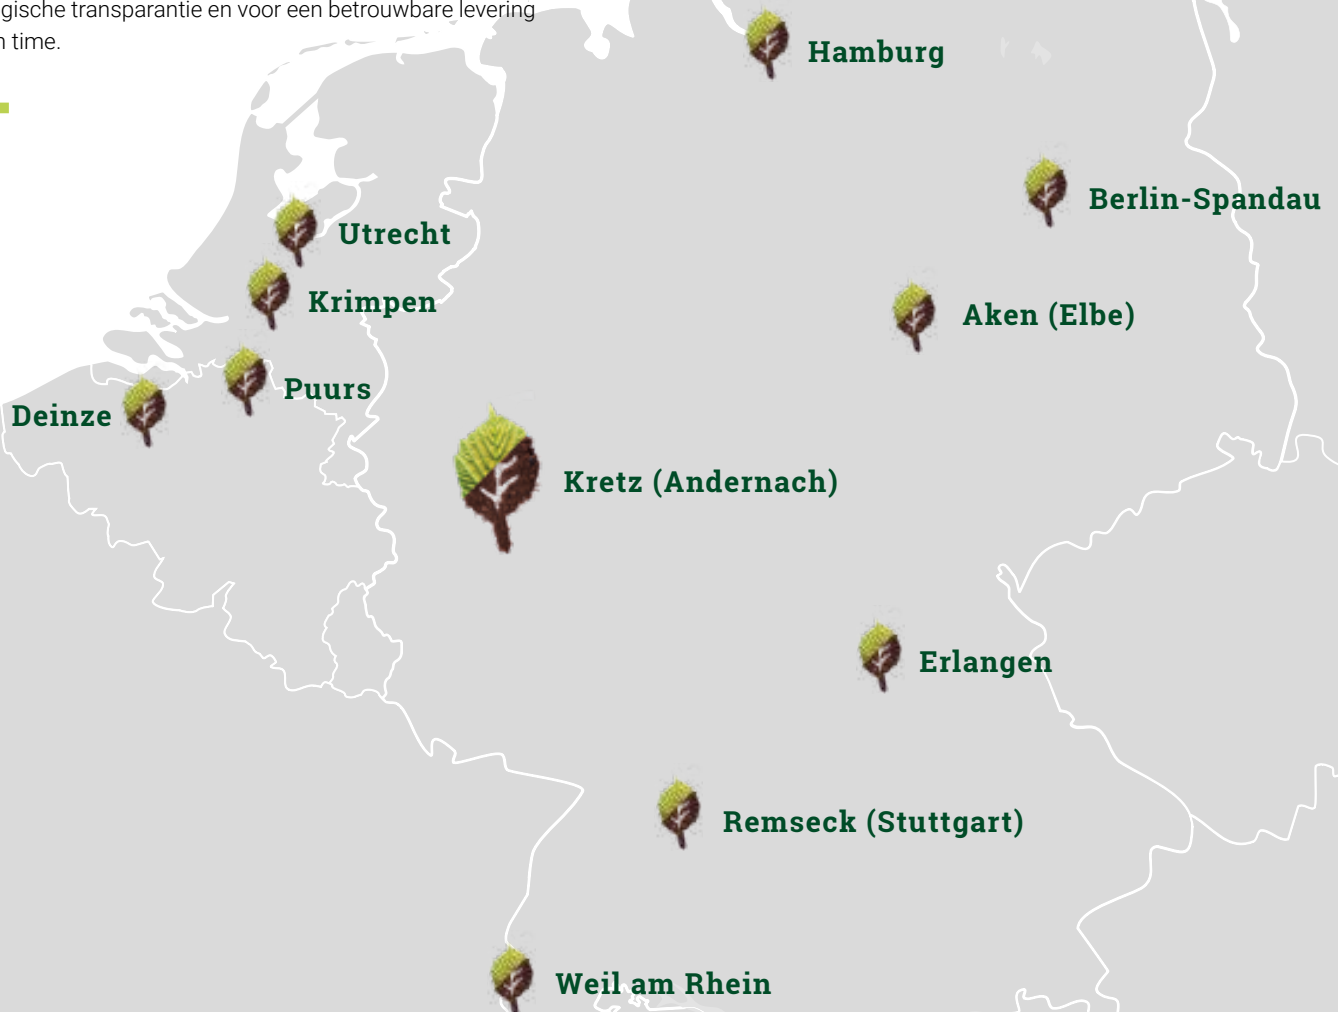 gische transparantie en voor een betrouwbare levering
n time.
Hamburg
Berlin-Spandau
Utrecht
Krimpen
Aken (Elbe)
Puurs
Deinze
Kretz (Andernach)
Erlangen
Remseck (Stuttgart)
Weil am Rhein